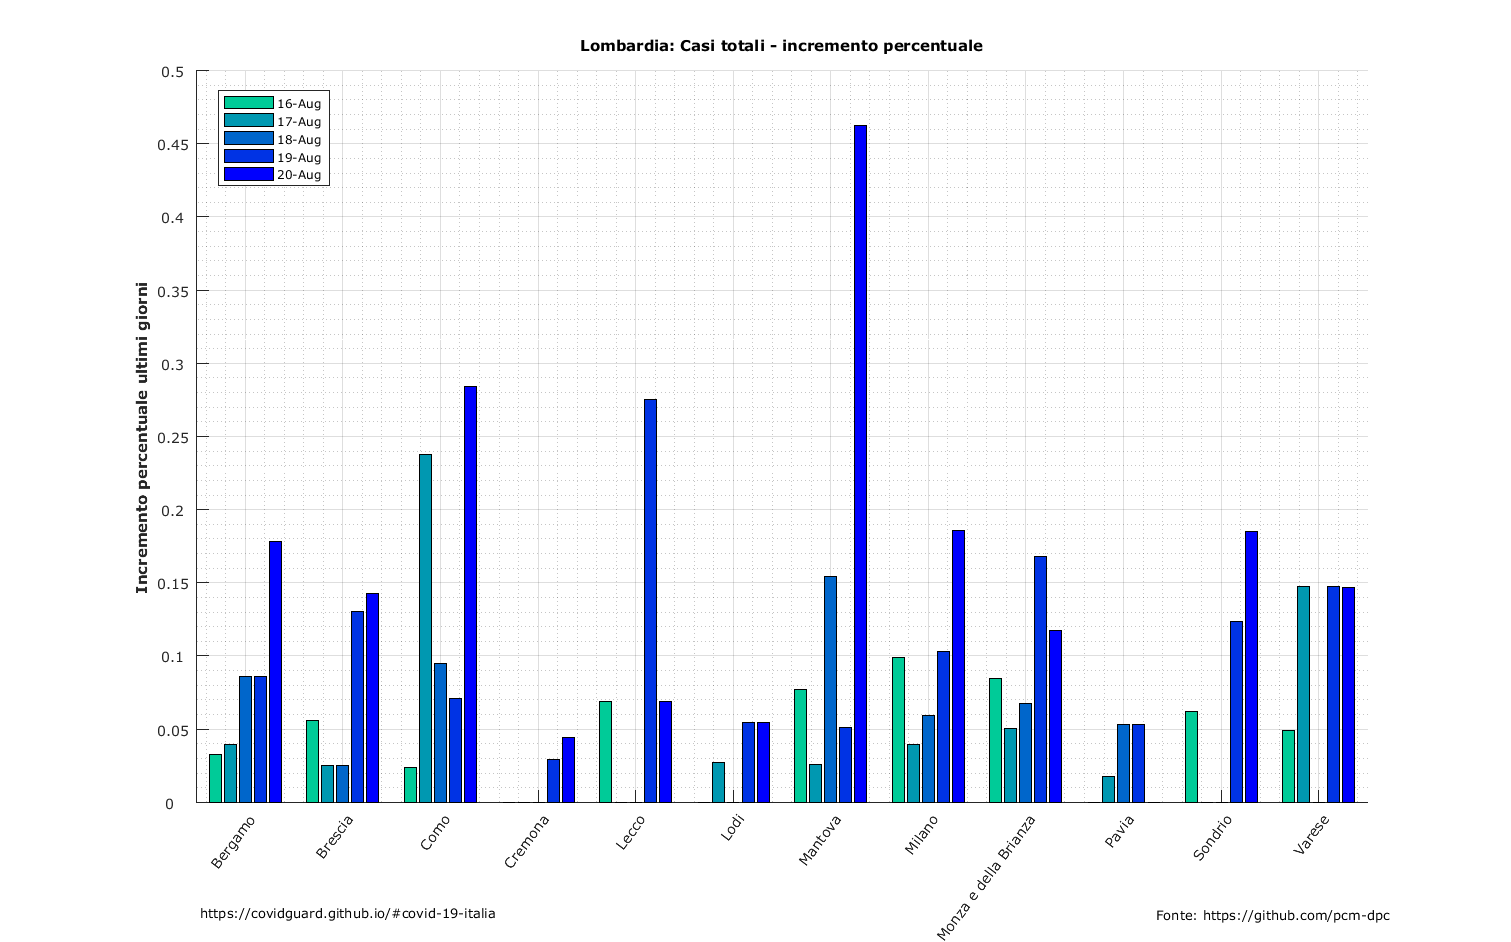 Lombardia: Casi totali - incremento percentuale
0.5
0.45
0.4
0.35
0.3
0.25
0.2
0.15
0.1
0.05
0
Incremento percentuale ultimi giorni
16-Aug
17-Aug
18-Aug
19-Aug
20-Aug
Bergamo
Brescia
Como
Cremona
Lecco
Lodi
Mantova
Milano
Monza e della Brianza
Pavia
Sondrio
Varese
https://covidguard.github.io/#covid-19-italia
Fonte: https://github.com/pcm-dpc